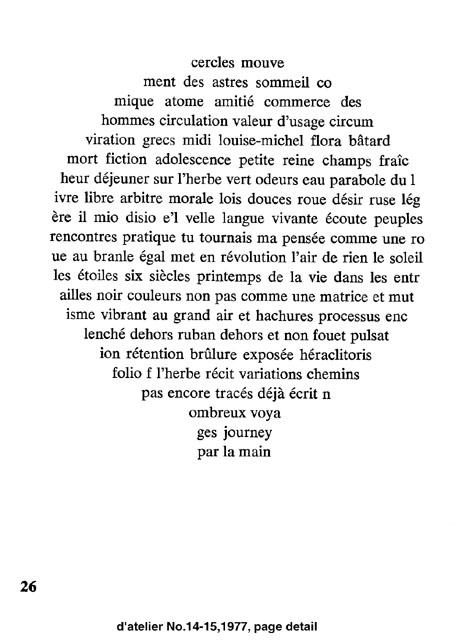 cercles mouve
ment des astres sommeil co
mique atome amitié commerce des
hommes circulation valeur d'usage circum
viration grecs midi louise-michel flora bâtard
mort fiction adolescence petite reine champs fraîc
heur déjeuner sur l'herbe vert odeurs eau parabole du l
ivre libre arbitre morale lois douces roue désir ruse lég
ère il mio disio e'l velle langue vivante écoute peuples
rencontres pratique tu tournais ma pensée comme une ro
ue au branle égal met en révolution l'air de rien le soleil
les étoiles six siècles printemps de la vie dans les entr
ailles noir couleurs non pas comme une matrice et mut
isme vibrant au grand air et hachures processus enc
lenché dehors ruban dehors et non fouet pulsat
ion rétention brûlure exposée héraclitoris
folio f l'herbe récit variations chemins
pas encore tracés déjà écrit n
ombreux voya
ges journey
par la main
26
d'atelier No.14-15,1977, page detail